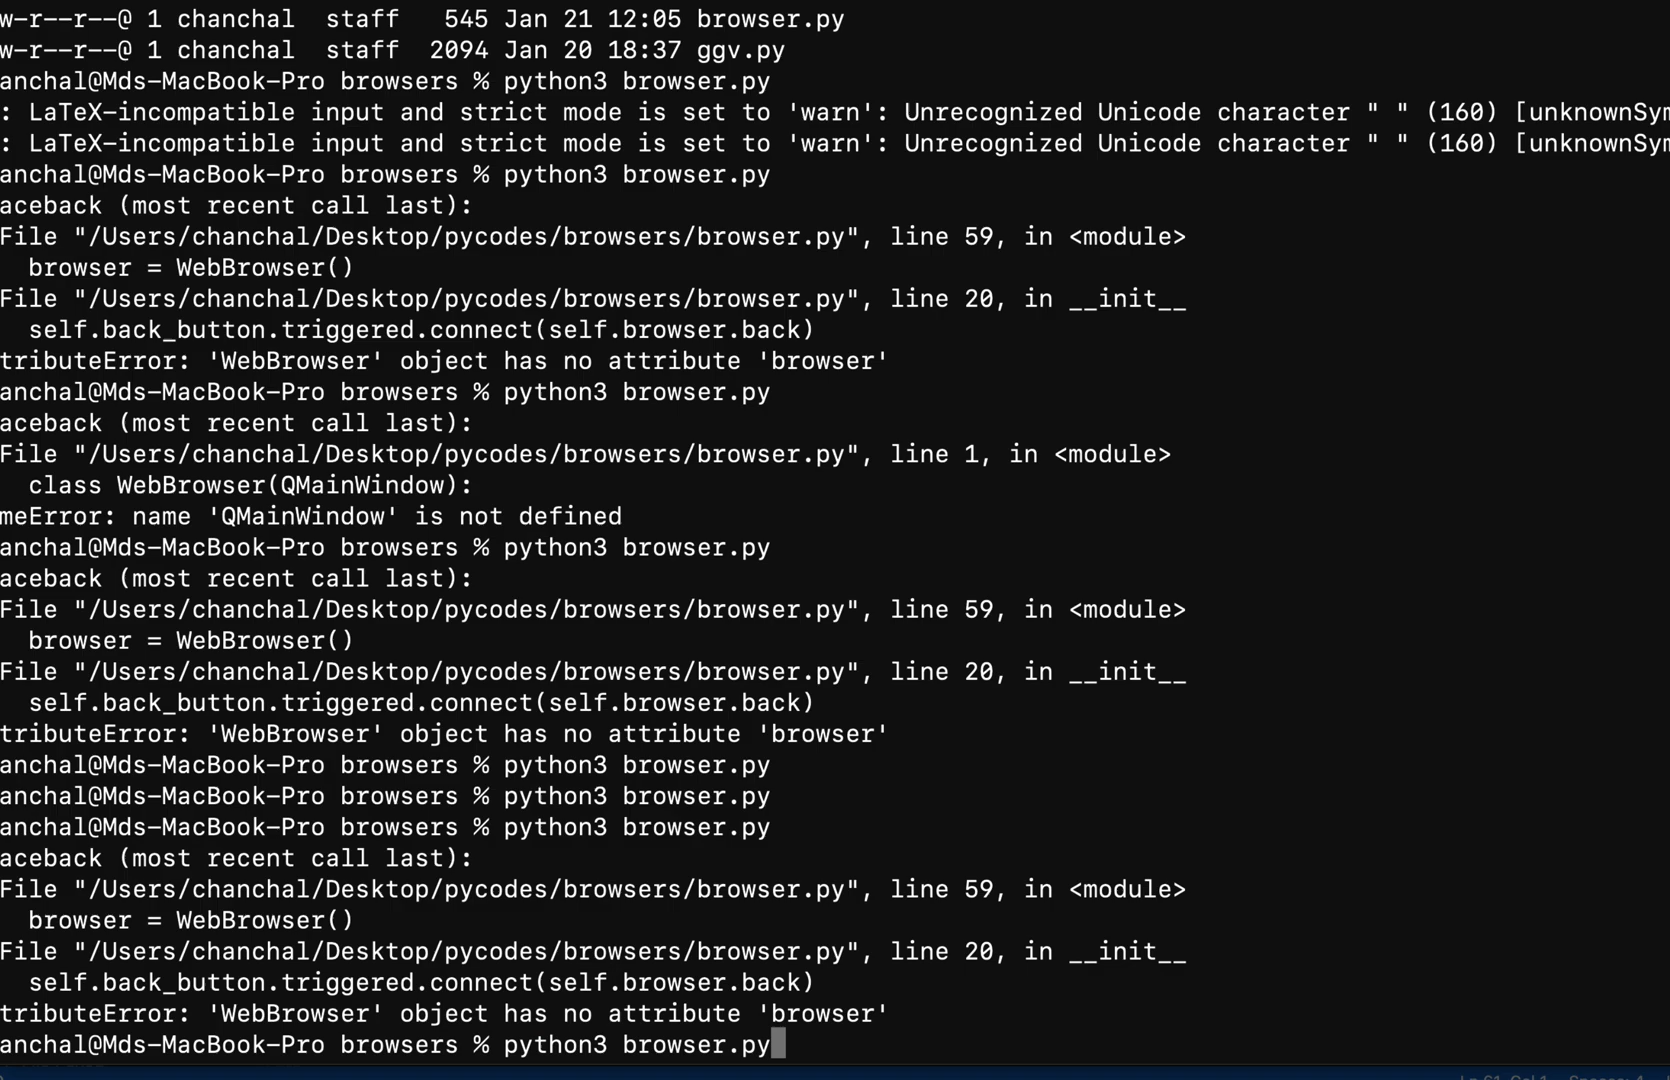 w-r--r--@ 1 chanchal  staff   545 Jan 21 12:05 browser.py
w-r--r--@ 1 chanchal  staff  2094 Jan 20 18:37 ggv.py
anchal@Mds-MacBook-Pro browsers % python3 browser.py
: LaTeX-incompatible input and strict mode is set to 'warn': Unrecognized Unicode character " " (160) [unknownSym
: LaTeX-incompatible input and strict mode is set to 'warn': Unrecognized Unicode character " " (160) [unknownSym
anchal@Mds-MacBook-Pro browsers % python3 browser.py
aceback (most recent call last):
File "/Users/chanchal/Desktop/pycodes/browsers/browser.py", line 59, in <module>
  browser = WebBrowser()
File "/Users/chanchal/Desktop/pycodes/browsers/browser.py", line 20, in __init__
  self.back_button.triggered.connect(self.browser.back)
tributeError: 'WebBrowser' object has no attribute 'browser'
anchal@Mds-MacBook-Pro browsers % python3 browser.py
aceback (most recent call last):
File "/Users/chanchal/Desktop/pycodes/browsers/browser.py", line 1, in <module>
  class WebBrowser(QMainWindow):
meError: name 'QMainWindow' is not defined
anchal@Mds-MacBook-Pro browsers % python3 browser.py
aceback (most recent call last):
File "/Users/chanchal/Desktop/pycodes/browsers/browser.py", line 59, in <module>
  browser = WebBrowser()
File "/Users/chanchal/Desktop/pycodes/browsers/browser.py", line 20, in __init__
  self.back_button.triggered.connect(self.browser.back)
tributeError: 'WebBrowser' object has no attribute 'browser'
anchal@Mds-MacBook-Pro browsers % python3 browser.py
anchal@Mds-MacBook-Pro browsers % python3 browser.py
anchal@Mds-MacBook-Pro browsers % python3 browser.py
aceback (most recent call last):
File "/Users/chanchal/Desktop/pycodes/browsers/browser.py", line 59, in <module>
  browser = WebBrowser()
File "/Users/chanchal/Desktop/pycodes/browsers/browser.py", line 20, in __init__
  self.back_button.triggered.connect(self.browser.back)
tributeError: 'WebBrowser' object has no attribute 'browser'
anchal@Mds-MacBook-Pro browsers % python3 browser.py